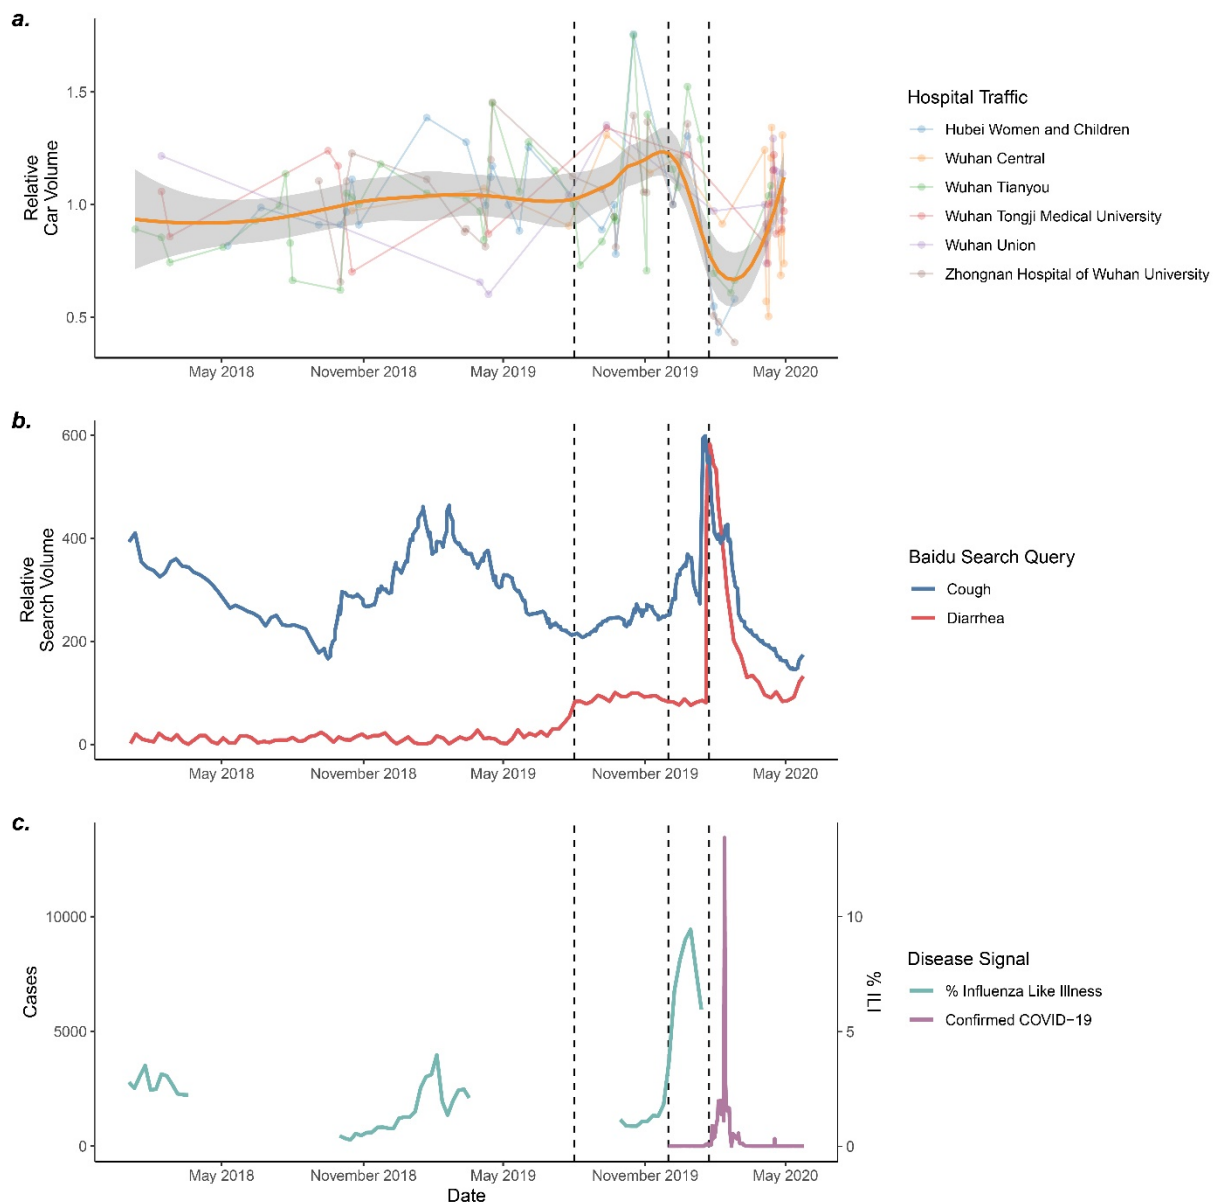 a.
1.5
1.0
0.5
Relative
Car Volume
May 2018
November 2018
May 2019
November 2019
May 2020
Hospital Traffic
Hubei Women and Children
Wuhan Central
Wuhan Tianyou
Wuhan Tongji Medical University
Wuhan Union
Zhongnan Hospital of Wuhan University
b.
600
400
200
0
Relative
Search Volume
May 2018
November 2018
May 2019
November 2019
May 2020
Baidu Search Query
Cough
Diarrhea
c.
10000
5000
0
Cases
10
5
0
% ILI
May 2018
November 2018
May 2019
November 2019
May 2020
Date
Disease Signal
% Influenza Like Illness
Confirmed COVID−19